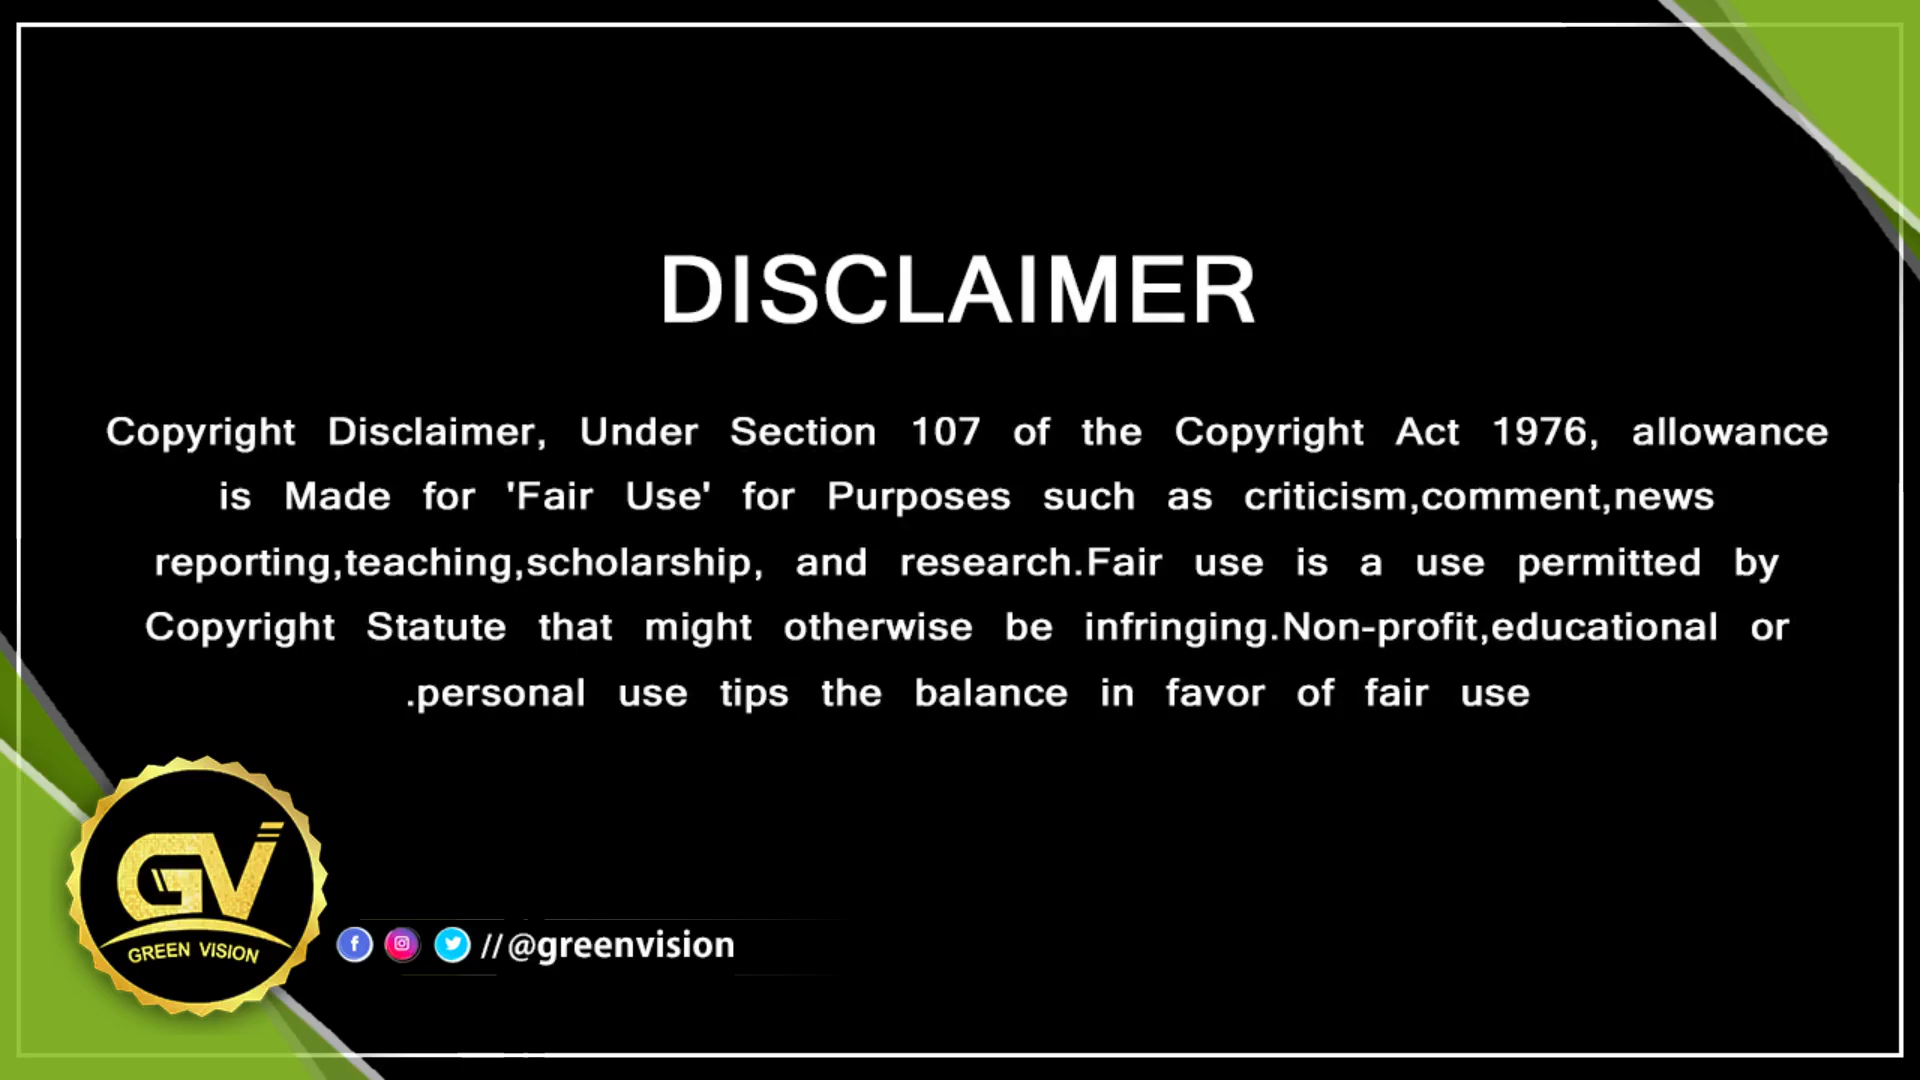 DISCLAIMER
Copyright Disclaimer, Under Section 107 of the Copyright Act 1976, allowance
is Made for 'Fair Use' for Purposes such as criticism,comment,news
reporting,teaching,scholarship, and research.Fair use is a use permitted by
Copyright Statute that might otherwise be infringing.Non-profit,educational or
.personal use tips the balance in favor of fair use
GV
GREEN VISION
//@greenvision